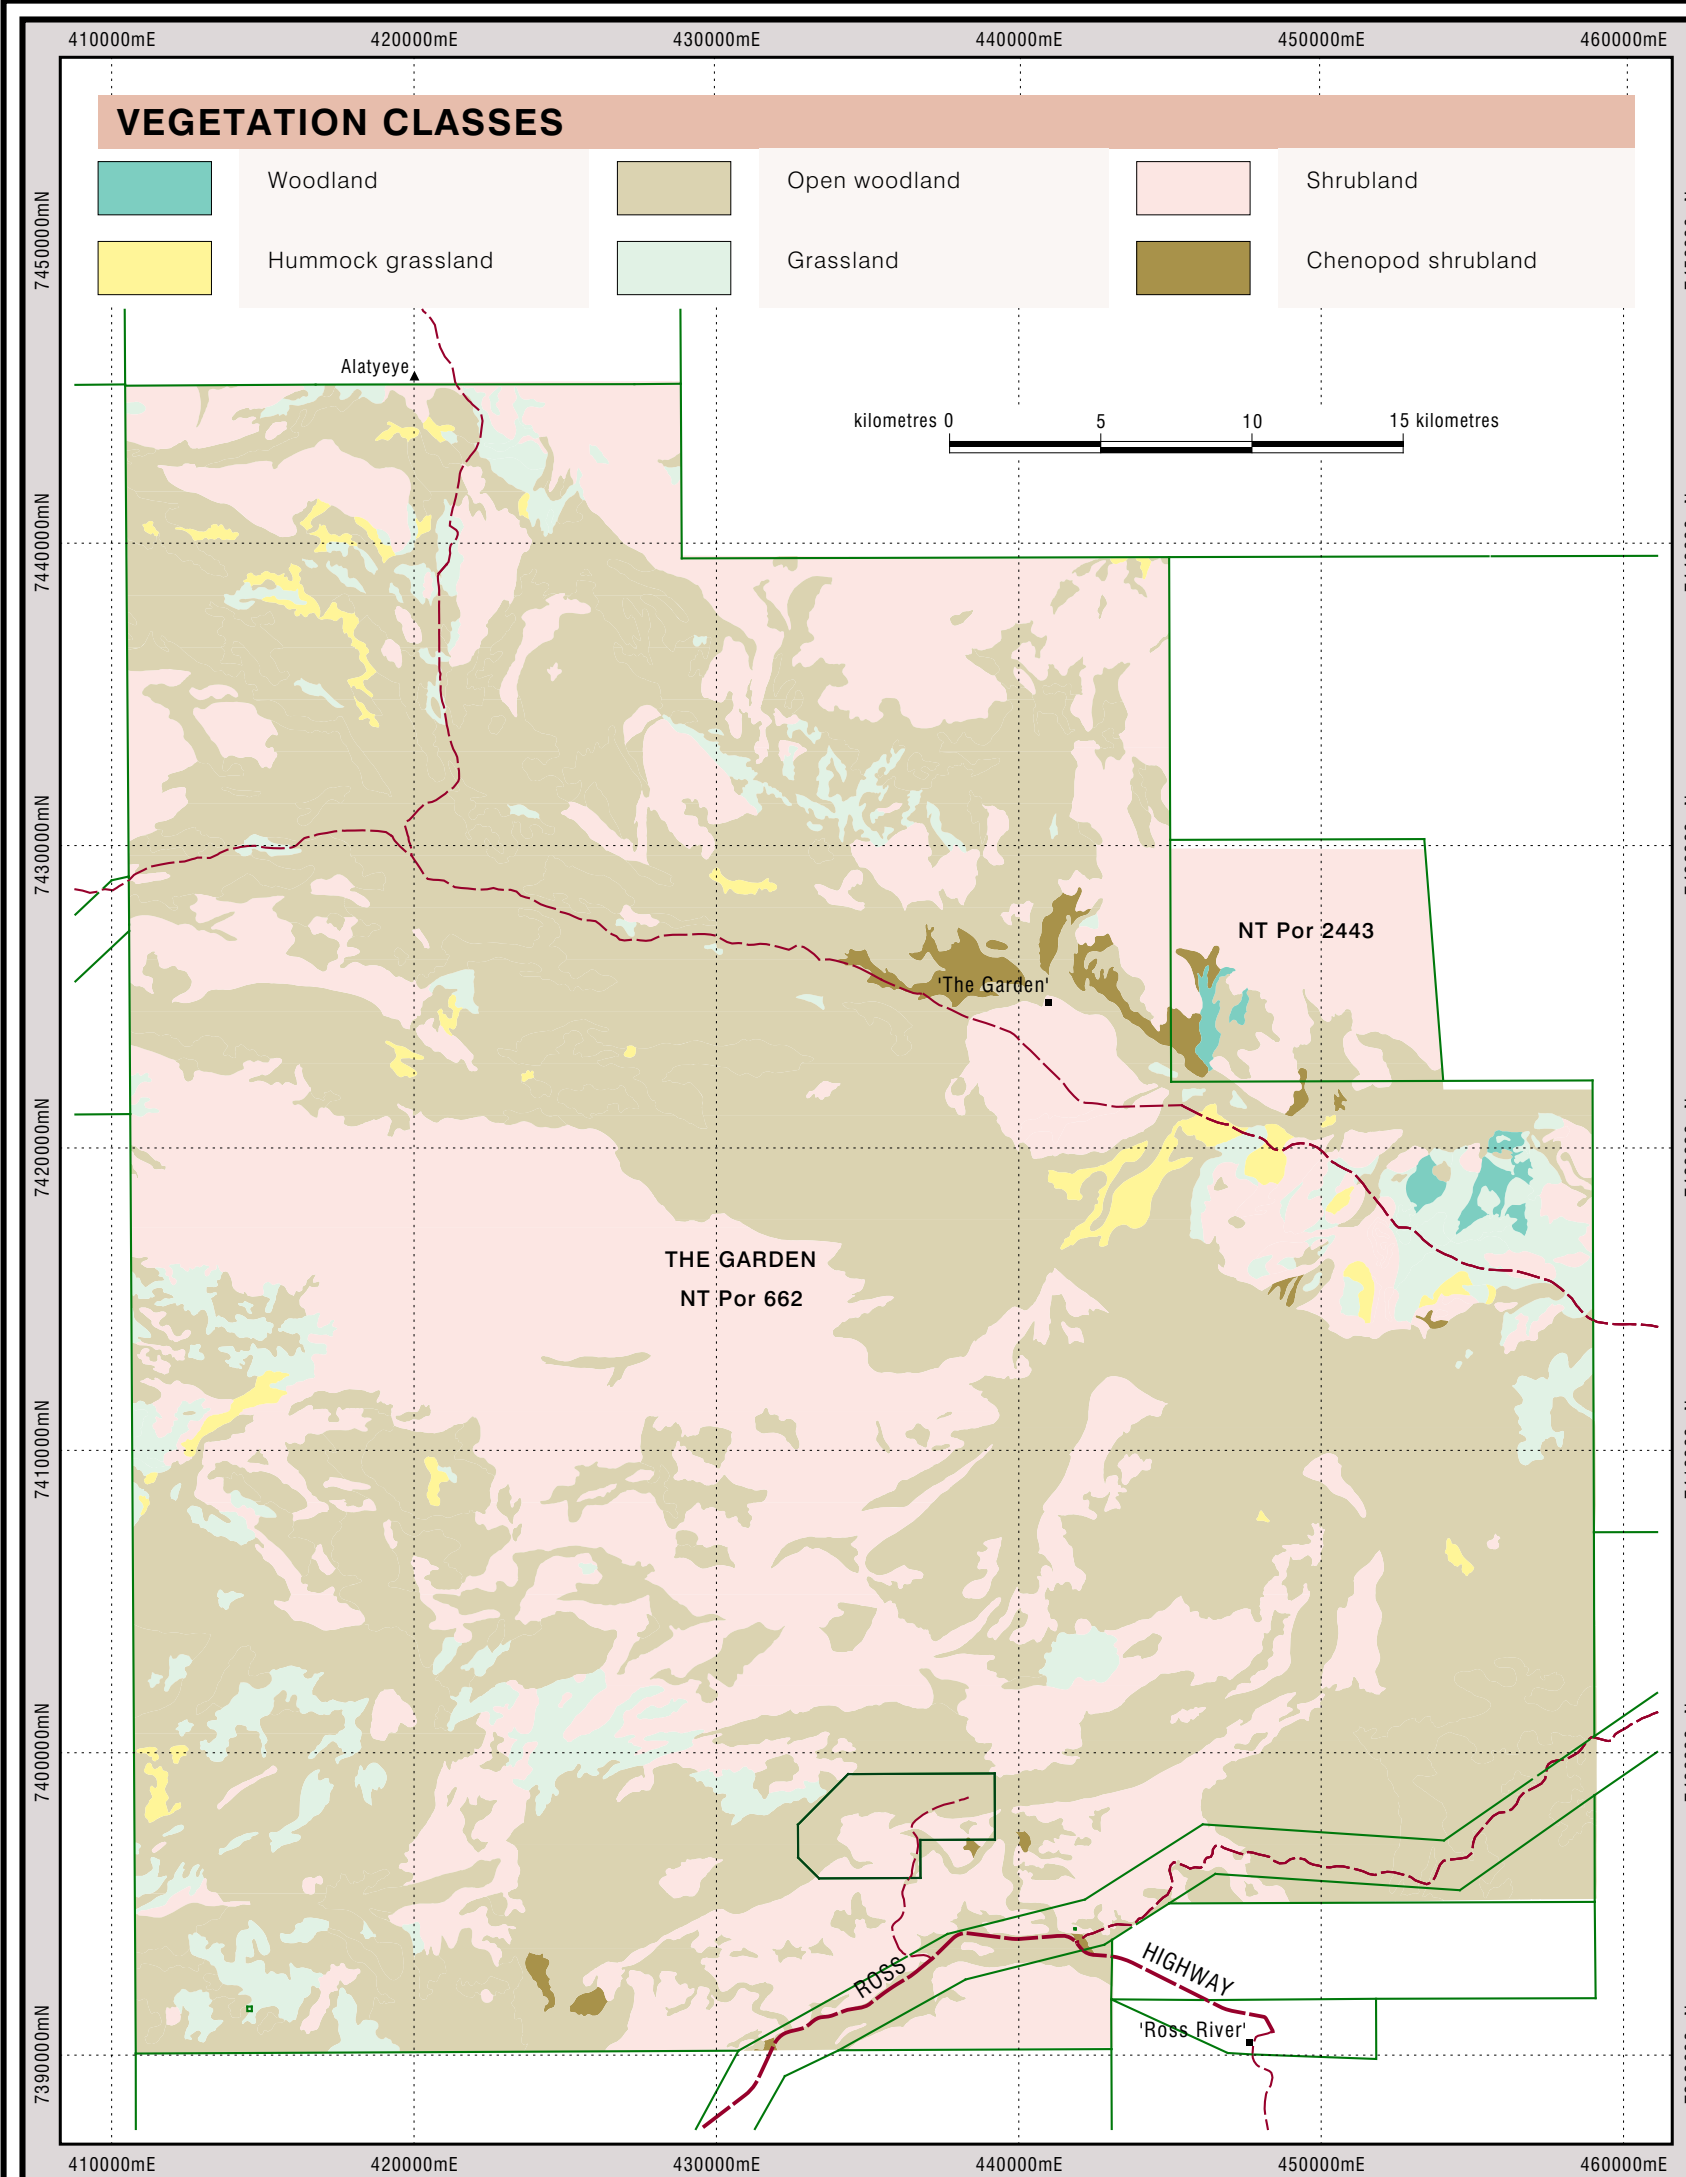 410000mE 420000mE 430000mE 440000mE 450000mE 460000mE
VEGETATION CLASSES
Woodland Open woodland Shrubland
Hummock grassland Grassland Chenopod shrubland
7450000mN
Alatyeye
kilometres 0 5 10 15 kilometres
7440000mN
7430000mN
NT Por 2443
'The Garden'
7420000mN
THE GARDEN
NT Por 662
7410000mN
7400000mN
ROSS HIGHWAY
'Ross River'
7390000mN
410000mE 420000mE 430000mE 440000mE 450000mE 460000mE